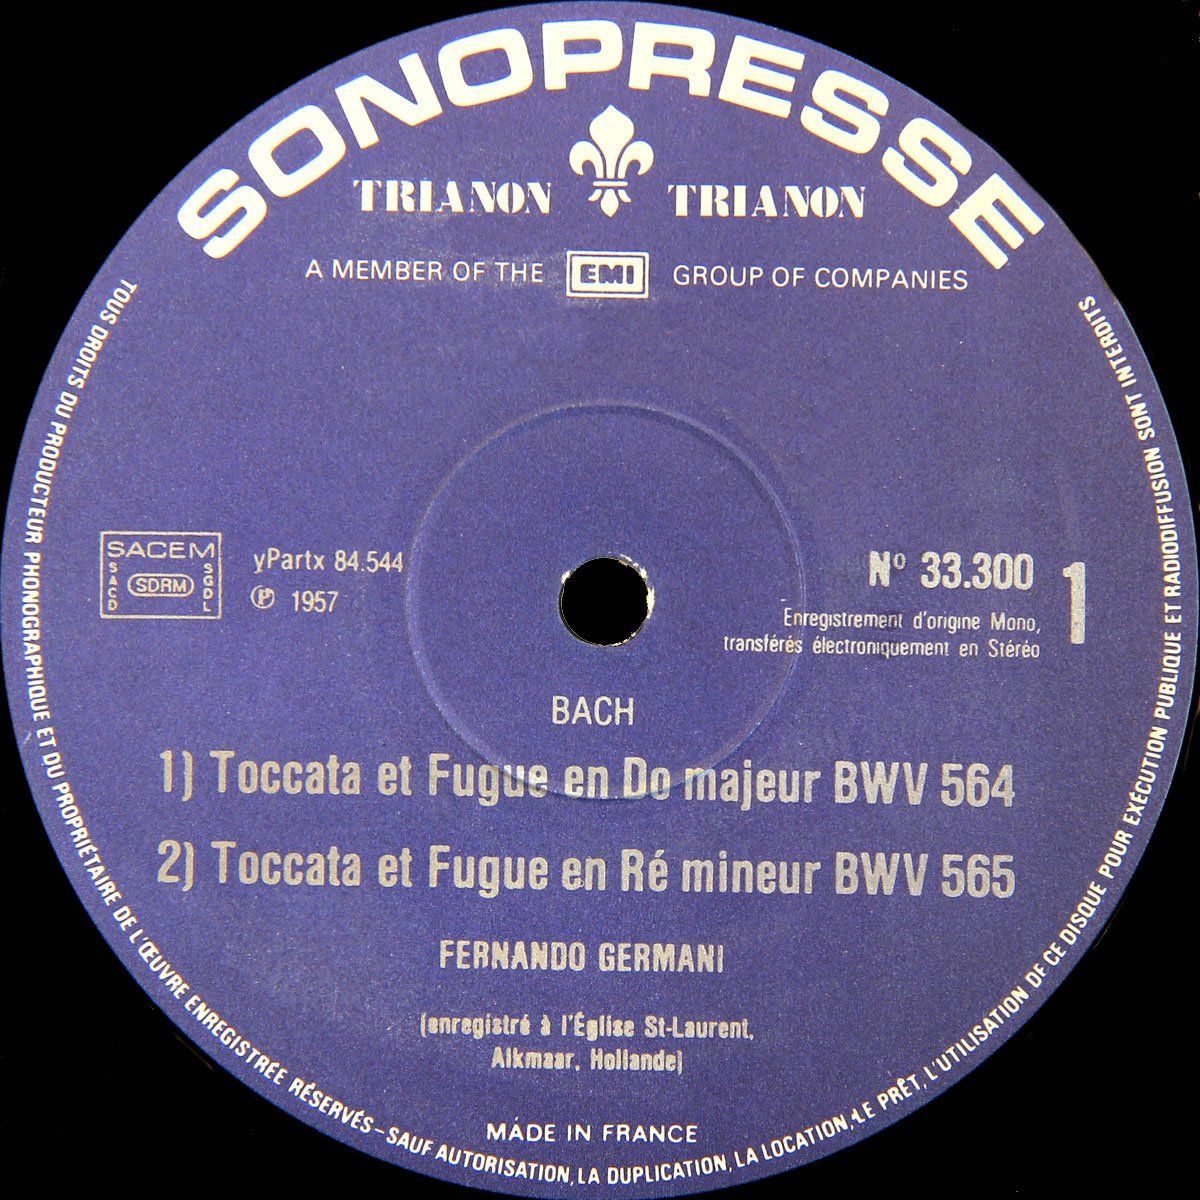 SONOPRESSE
TRIANON TRIANON
A MEMBER OF THE EMI GROUP OF COMPANIES
SACEM
SACD SDRM SGDL
yPartx 84.544
℗ 1957
N° 33.300
1
Enregistrement d'origine Mono,
transférés électroniquement en Stéréo
BACH
1) Toccata et Fugue en Do majeur BWV 564
2) Toccata et Fugue en Ré mineur BWV 565
FERNANDO GERMANI
(enregistré à l'Église St-Laurent,
Alkmaar, Hollande)
MADE IN FRANCE
TOUS DROITS DU PRODUCTEUR PHONOGRAPHIQUE ET DU PROPRIÉTAIRE DE L'ŒUVRE ENREGISTRÉE RÉSERVÉS - SAUF AUTORISATION, LA DUPLICATION, LA LOCATION, LE PRÊT, L'UTILISATION DE CE DISQUE POUR EXÉCUTION PUBLIQUE ET RADIODIFFUSION SONT INTERDITS